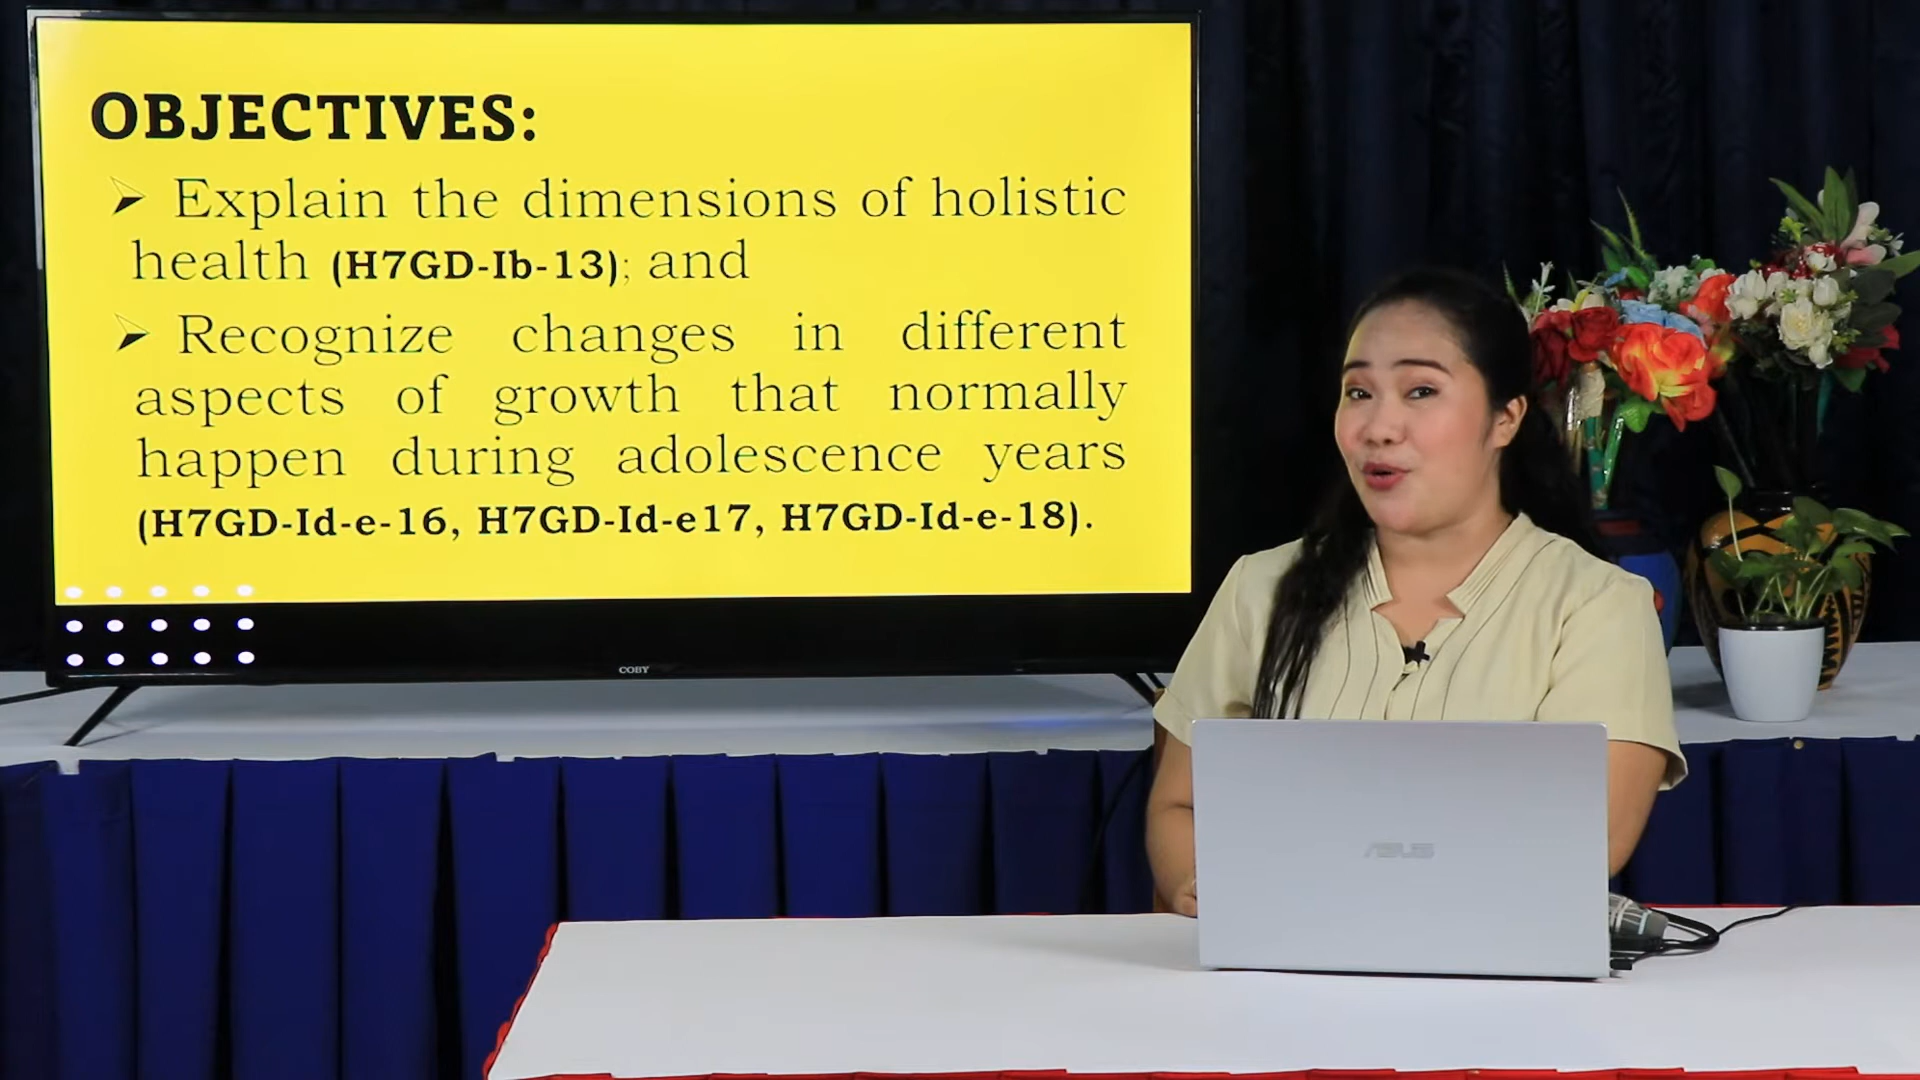 OBJECTIVES:
➢ Explain the dimensions of holistic
health (H7GD-Ib-13); and
➢ Recognize changes in different
aspects of growth that normally
happen during adolescence years
(H7GD-Id-e-16, H7GD-Id-e17, H7GD-Id-e-18).
COBY
ASUS